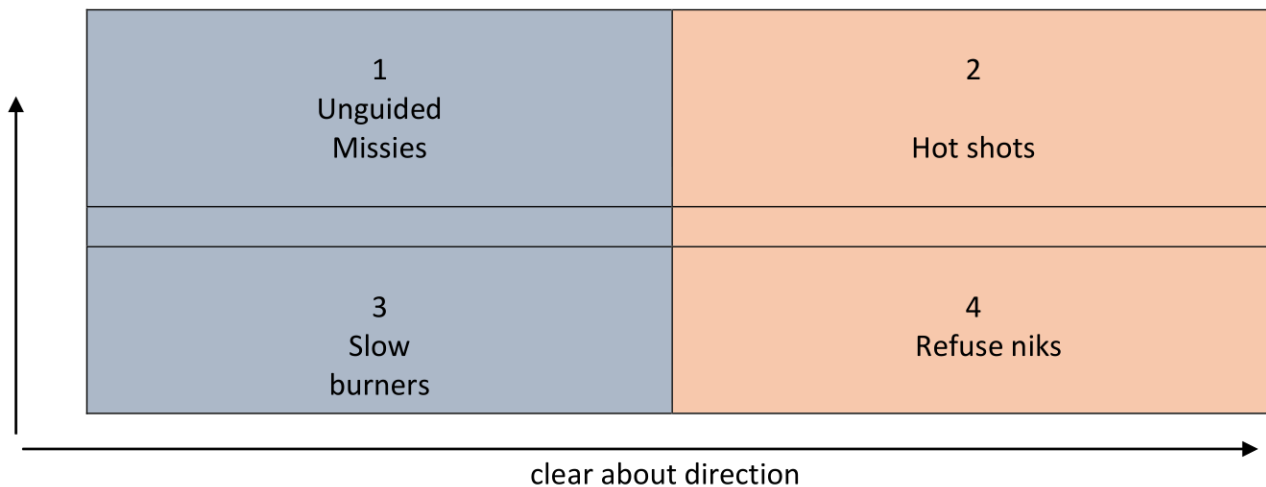 1
Unguided
Missies
2
Hot shots
3
Slow
burners
4
Refuse niks
clear about direction